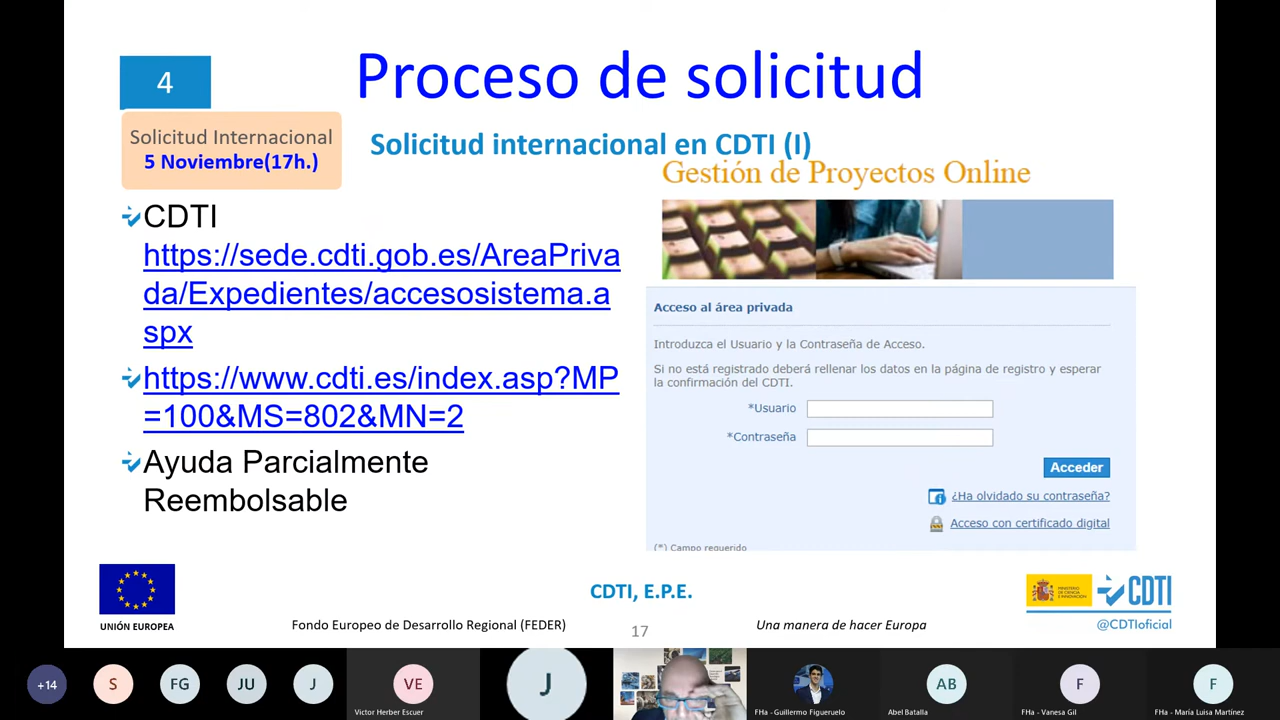 4
Proceso de solicitud
Solicitud Internacional
5 Noviembre(17h.)
Solicitud internacional en CDTI (I)
Gestión de Proyectos Online
CDTI
https://sede.cdti.gob.es/AreaPriva
da/Expedientes/accesosistema.a
spx
https://www.cdti.es/index.asp?MP
=100&MS=802&MN=2
Ayuda Parcialmente
Reembolsable
Acceso al área privada
Introduzca el Usuario y la Contraseña de Acceso.
Si no está registrado deberá rellenar los datos en la página de registro y esperar
la confirmación del CDTI.
*Usuario
*Contraseña
Acceder
¿Ha olvidado su contraseña?
Acceso con certificado digital
(*) Campo requerido
UNIÓN EUROPEA
Fondo Europeo de Desarrollo Regional (FEDER)
CDTI, E.P.E.
17
Una manera de hacer Europa
MINISTERIO
DE CIENCIA
E INNOVACIÓN
CDTI
@CDTIoficial
+14
S
FG
JU
J
VE
Victor Herber Escuer
J
FHa - Guillermo Figueruelo
AB
Abel Batalla
F
FHa - Vanesa Gil
F
FHa - María Luisa Martínez